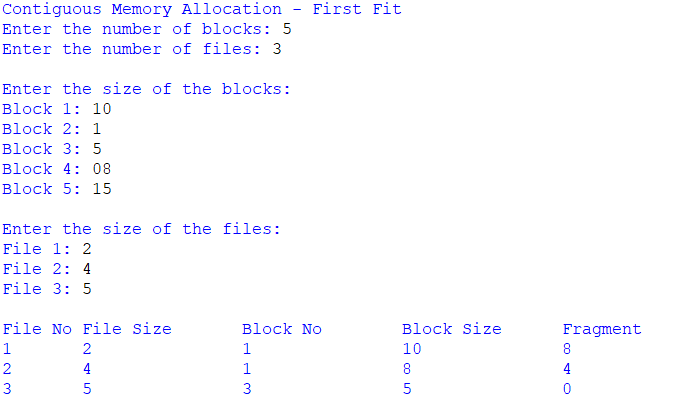 Contiguous Memory Allocation - First Fit
Enter the number of blocks: 5
Enter the number of files: 3
Enter the size of the blocks:
Block 1: 10
Block 2: 1
Block 3: 5
Block 4: 08
Block 5: 15
Enter the size of the files:
File 1: 2
File 2: 4
File 3: 5
File No File Size Block No Block Size Fragment
1 2 1 10 8
2 4 1 8 4
3 5 3 5 0